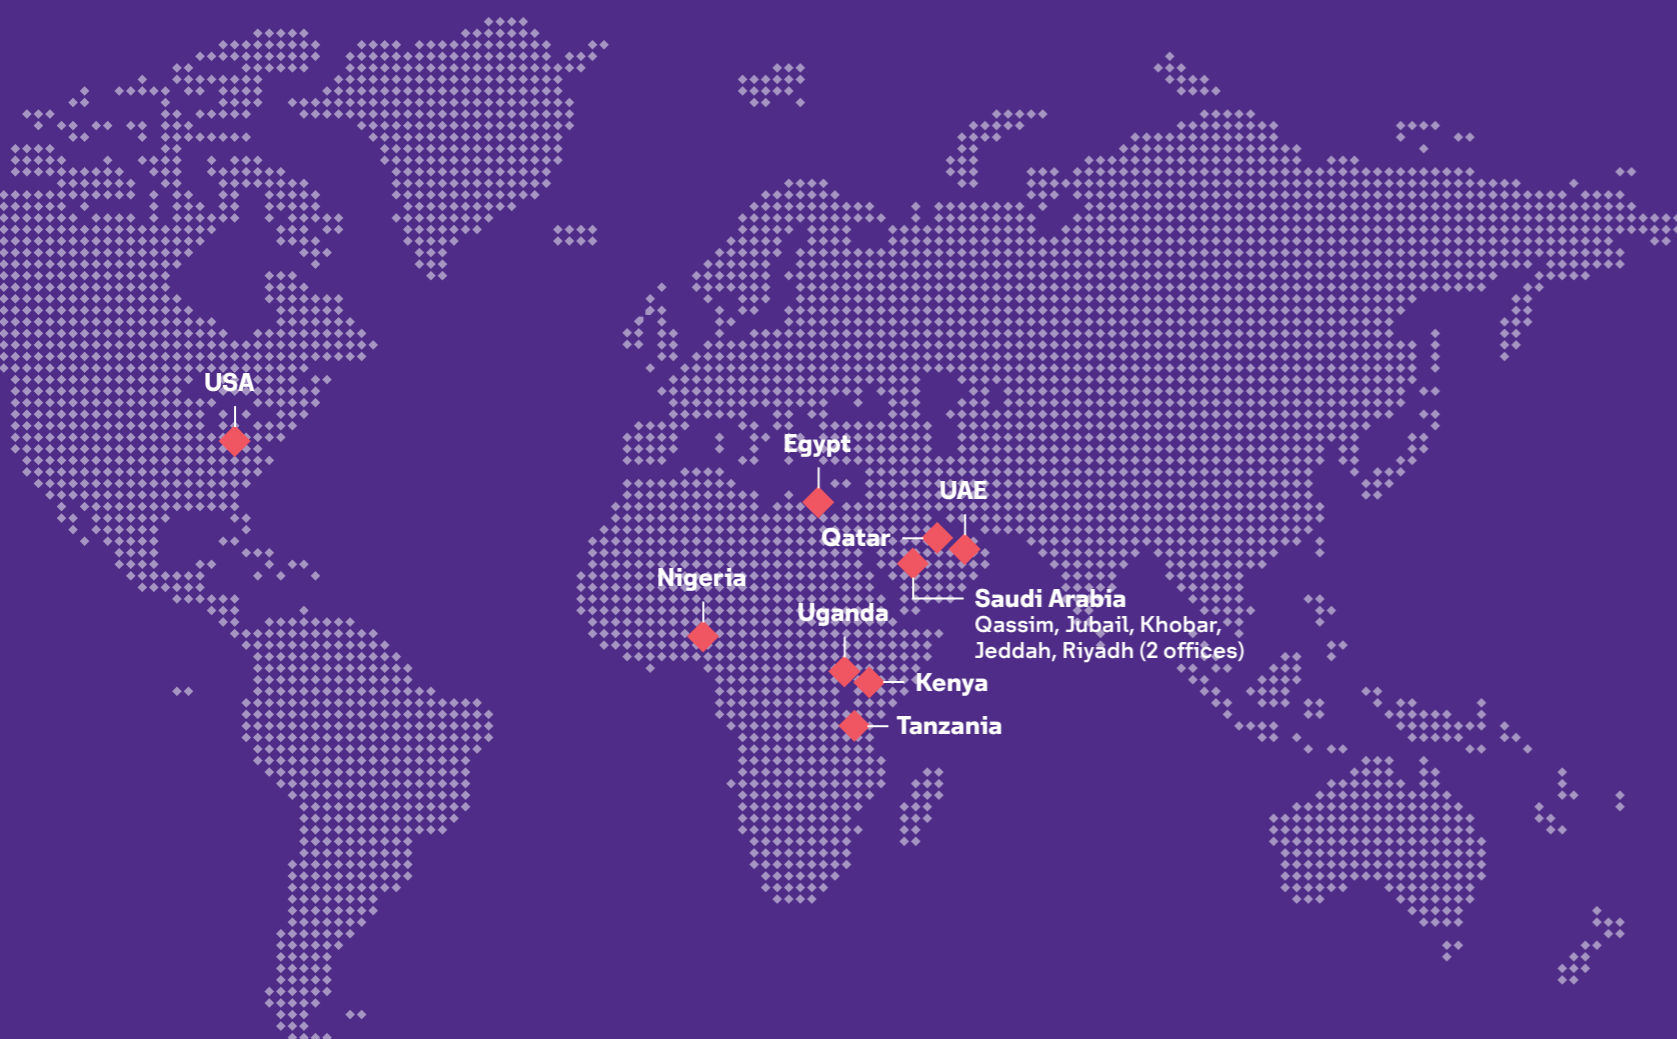 USA
Egypt
UAE
Qatar
Nigeria
Saudi Arabia
Qassim, Jubail, Khobar,
Jeddah, Riyadh (2 offices)
Uganda
Kenya
Tanzania